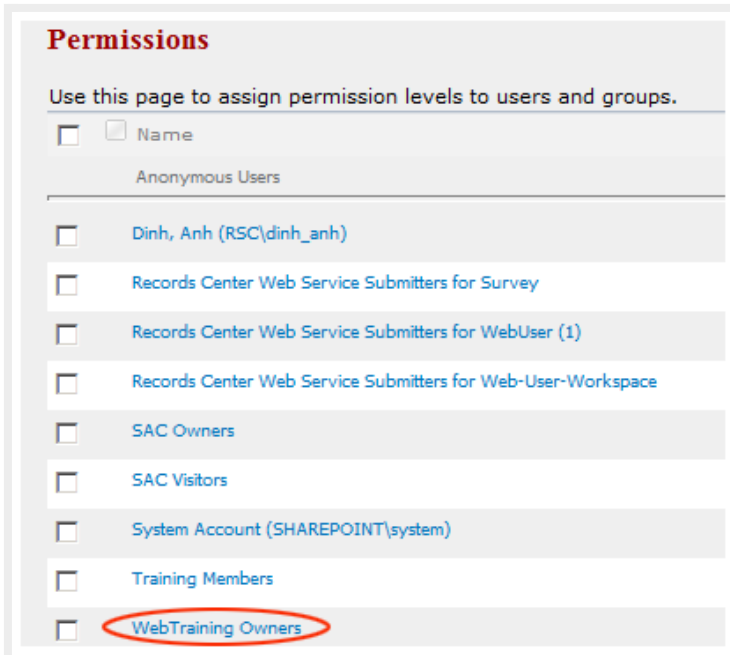 Permissions
Use this page to assign permission levels to users and groups.
Name
Anonymous Users
Dinh, Anh (RSC\dinh_anh)
Records Center Web Service Submitters for Survey
Records Center Web Service Submitters for WebUser (1)
Records Center Web Service Submitters for Web-User-Workspace
SAC Owners
SAC Visitors
System Account (SHAREPOINT\system)
Training Members
WebTraining Owners